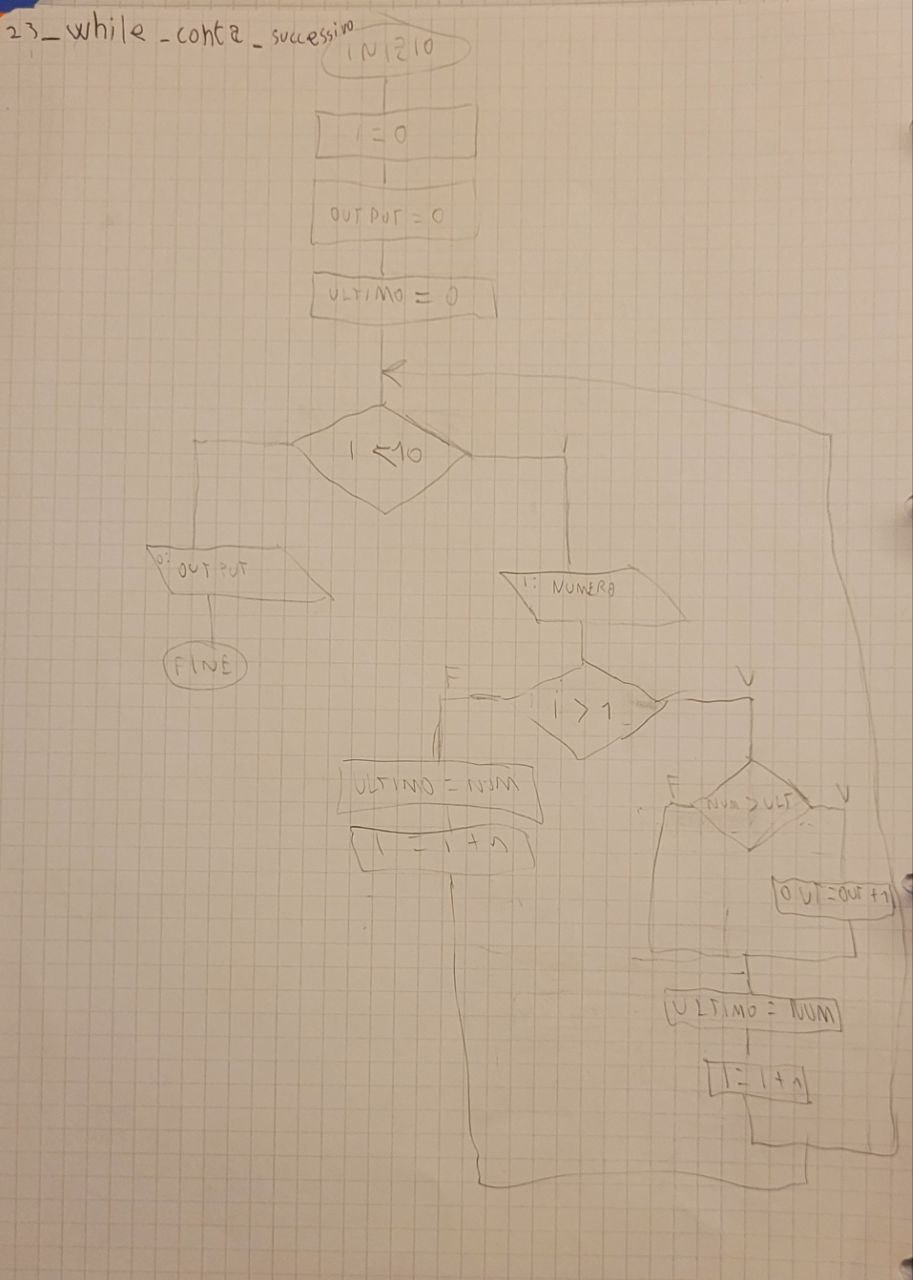 23_while_conta_successivo
INIZIO
I = 0
OUTPUT = 0
ULTIMO = 0
I < 10
O: OUTPUT
I: NUMERO
FINE
F
V
i > 1
ULTIMO = NUM
F
NUM > ULT
V
I = I + 1
OUT = OUT + 1
ULTIMO = NUM
I = I + 1